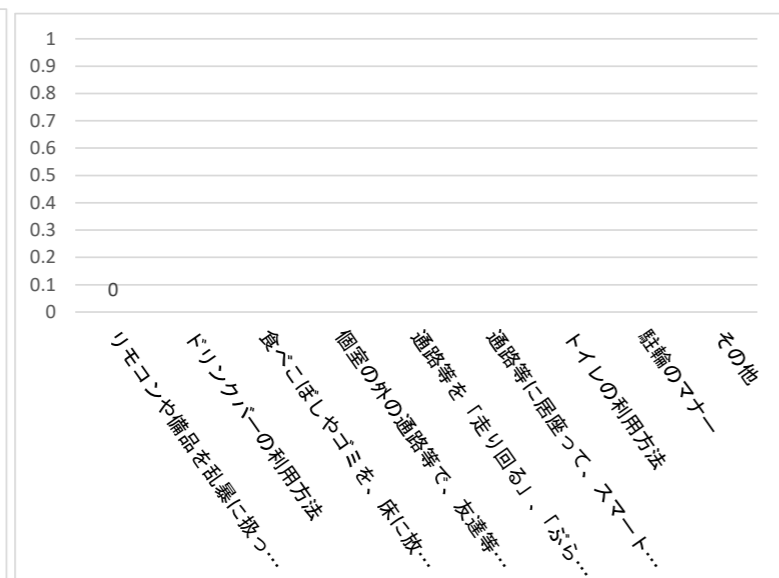 1
0.9
0.8
0.7
0.6
0.5
0.4
0.3
0.2
0.1
0
0
リモコンや備品を乱暴に扱っ…
ドリンクバーの利用方法
食べこぼしやゴミを、床に放…
個室の外の通路等で、友達等…
通路等を「走り回る」、「ぶら…
通路等に居座って、スマート…
トイレの利用方法
駐輪のマナー
その他